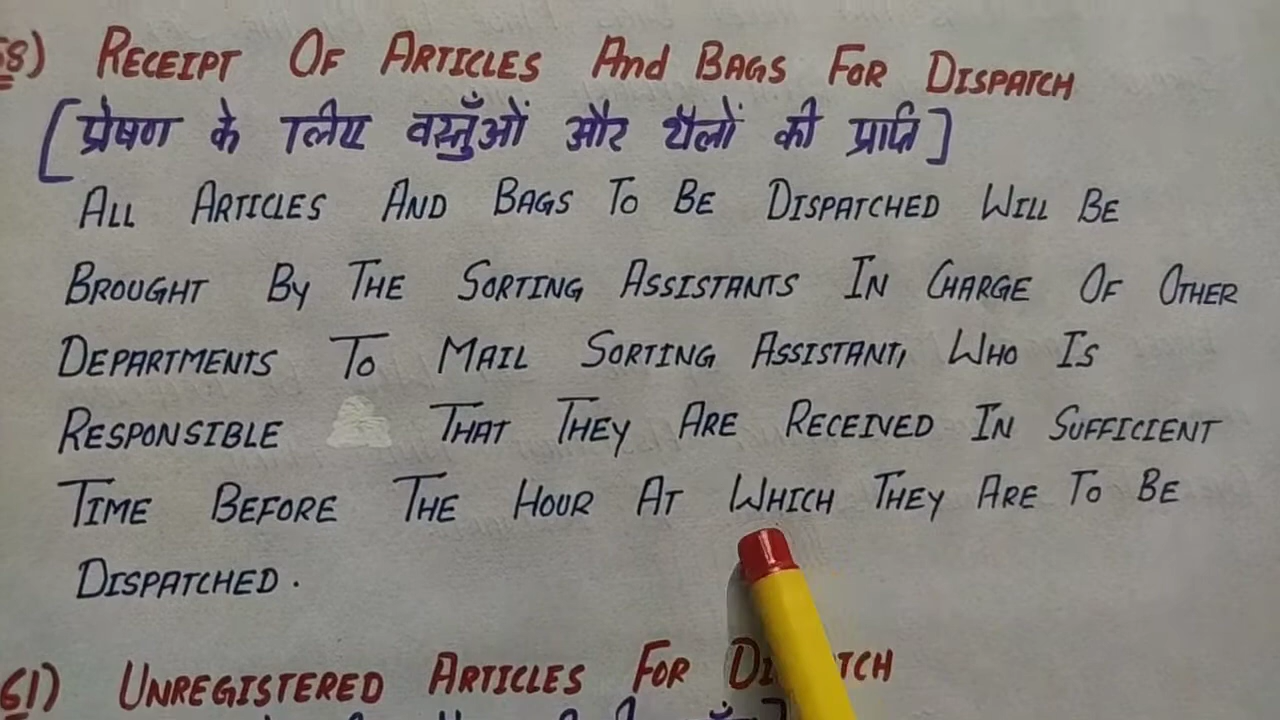 58) RECEIPT OF ARTICLES And BAGS FOR DISPATCH
[प्रेषण के लिए वस्तुँओं और थैलों की प्राप्ति]
ALL ARTICLES AND BAGS TO BE DISPATCHED WILL BE
BROUGHT BY THE SORTING ASSISTANTS IN CHARGE OF OTHER
DEPARTMENTS TO MAIL SORTING ASSISTANT, WHO IS
RESPONSIBLE THAT THEY ARE RECEIVED IN SUFFICIENT
TIME BEFORE THE HOUR AT WHICH THEY ARE TO BE
DISPATCHED.
61) UNREGISTERED ARTICLES FOR